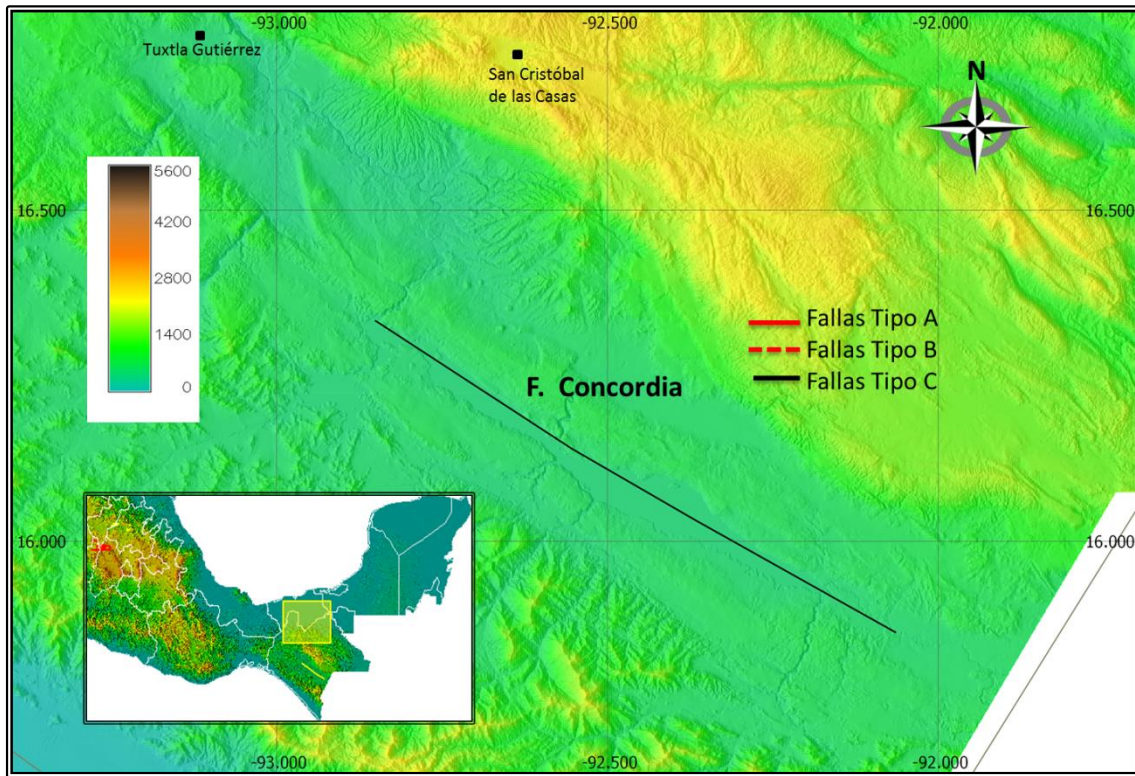 -93.000
-92.500
-92.000
Tuxtla Gutiérrez
San Cristóbal
de las Casas
N
5600
4200
2800
1400
0
16.500
16.500
Fallas Tipo A
Fallas Tipo B
Fallas Tipo C
F. Concordia
16.000
16.000
-93.000
-92.500
-92.000